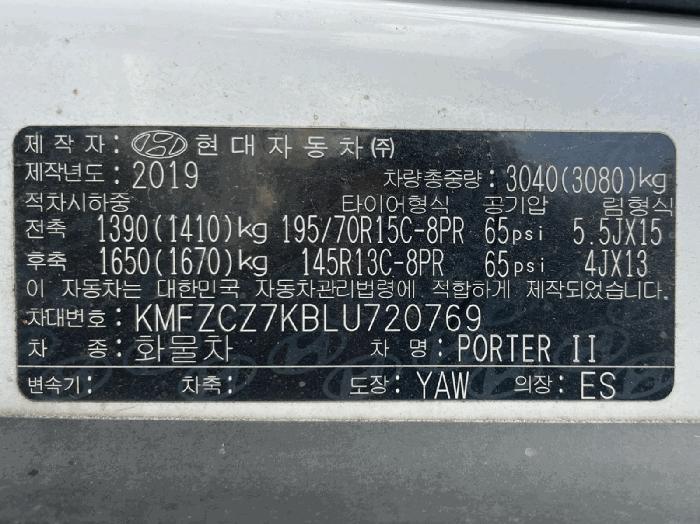 제작자: 현대자동차㈜
제작년도: 2019 차량총중량: 3040(3080)kg
적차시하중 타이어형식 공기압 림형식
전축 1390(1410)kg 195/70R15C-8PR 65psi 5.5JX15
후축 1650(1670)kg 145R13C-8PR 65psi 4JX13
이 자동차는 대한민국 자동차관리법령에 적합하게 제작되었습니다.
차대번호: KMFZCZ7KBLU720769
차 종: 화물차 차 명: PORTER II
변속기: 차축: 도장: YAW 의장: ES